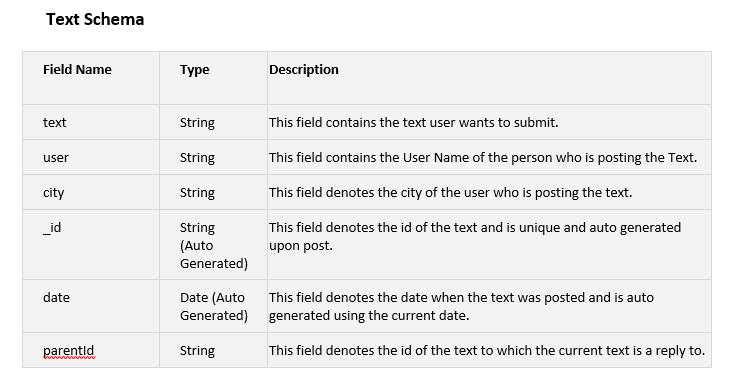 Text Schema
Field Name Type Description
text String This field contains the text user wants to submit.
user String This field contains the User Name of the person who is posting the Text.
city String This field denotes the city of the user who is posting the text.
_id String This field denotes the id of the text and is unique and auto generated
(Auto upon post.
Generated)
date Date (Auto This field denotes the date when the text was posted and is auto
Generated) generated using the current date.
parentId String This field denotes the id of the text to which the current text is a reply to.